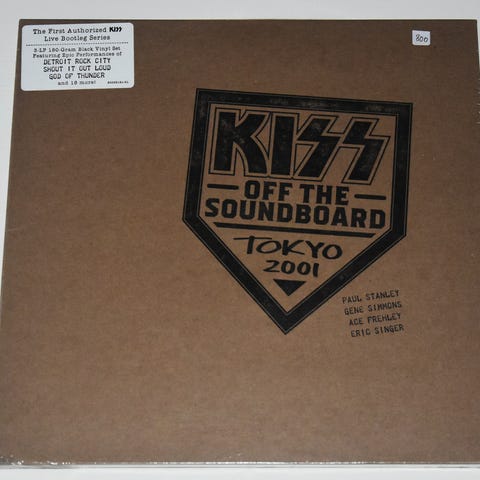 The First Authorized KISS
Live Bootleg Series
3-LP 180-Gram Black Vinyl Set
Featuring Epic Performances of
DETROIT ROCK CITY
SHOUT IT OUT LOUD
GOD OF THUNDER
and 18 more!
800
KISS
OFF THE
SOUNDBOARD
TOKYO
2001
PAUL STANLEY
GENE SIMMONS
ACE FREHLEY
ERIC SINGER